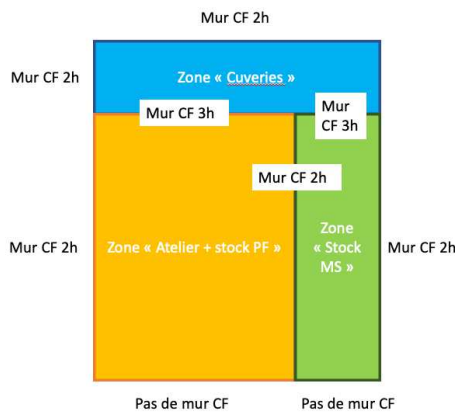 Mur CF 2h
Mur CF 2h
Zone « Cuveries »
Mur CF 3h
Mur
CF 3h
Mur CF 2h
Mur CF 2h
Zone « Atelier + stock PF »
Zone
« Stock
MS »
Mur CF 2h
Pas de mur CF
Pas de mur CF